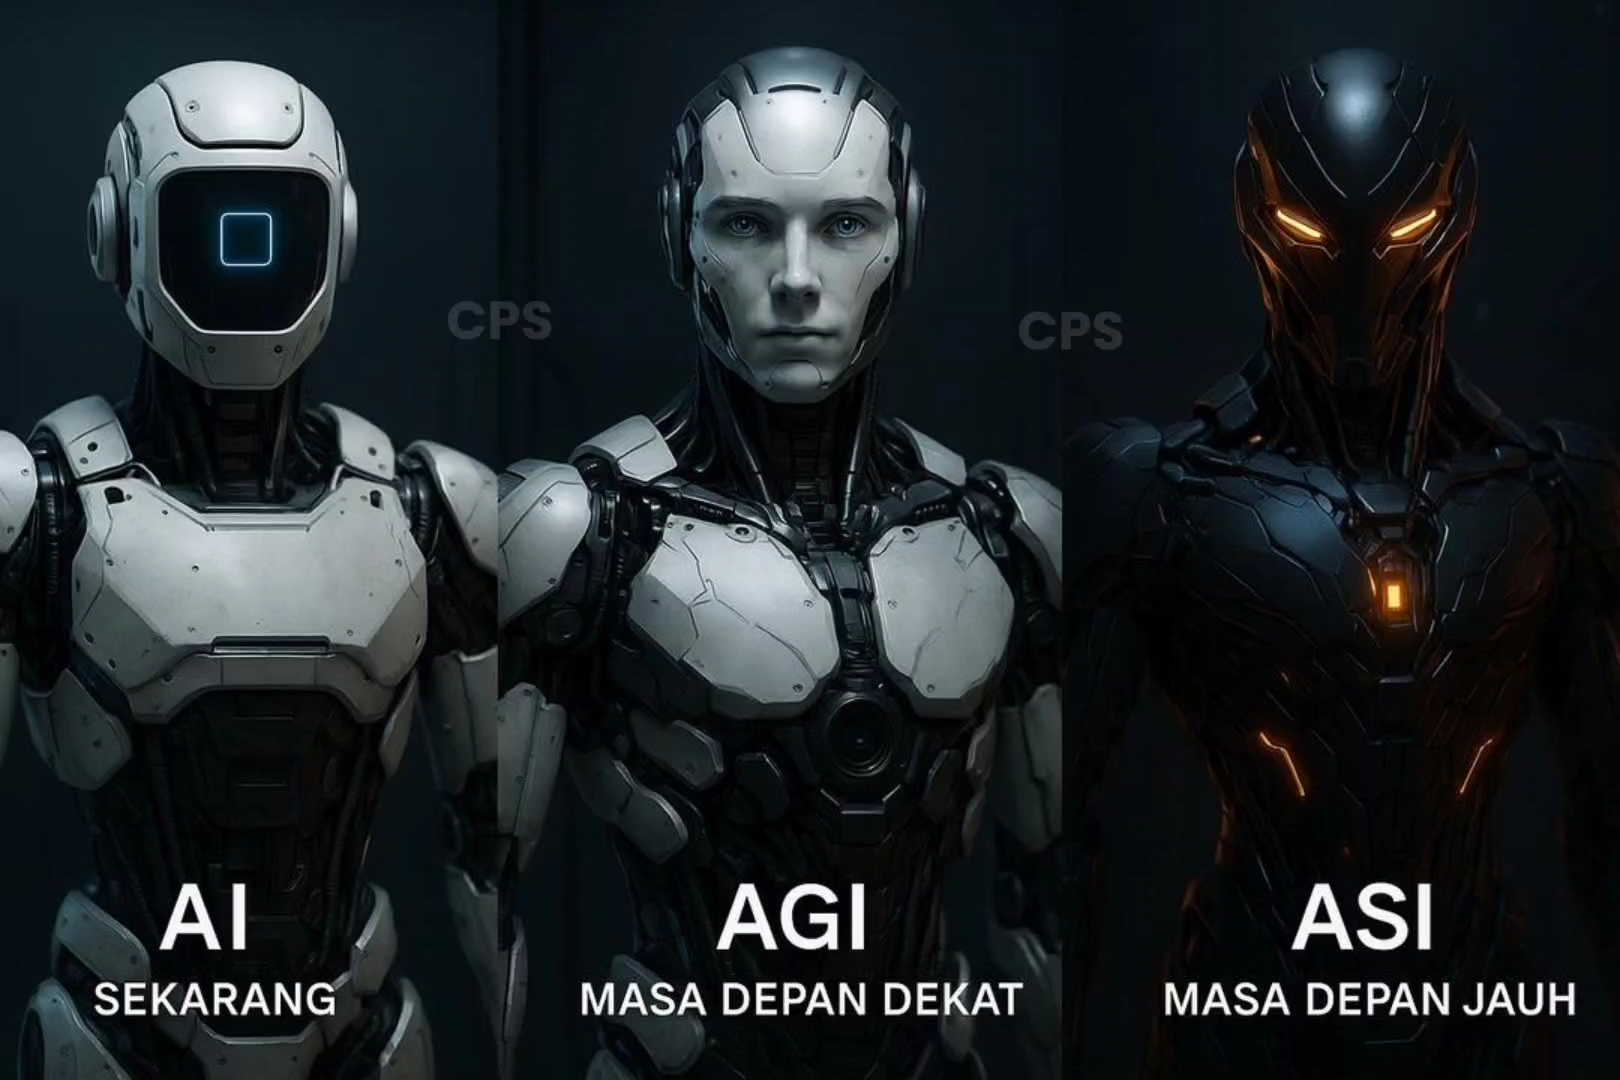 CPS
CPS
AI
SEKARANG
AGI
MASA DEPAN DEKAT
ASI
MASA DEPAN JAUH